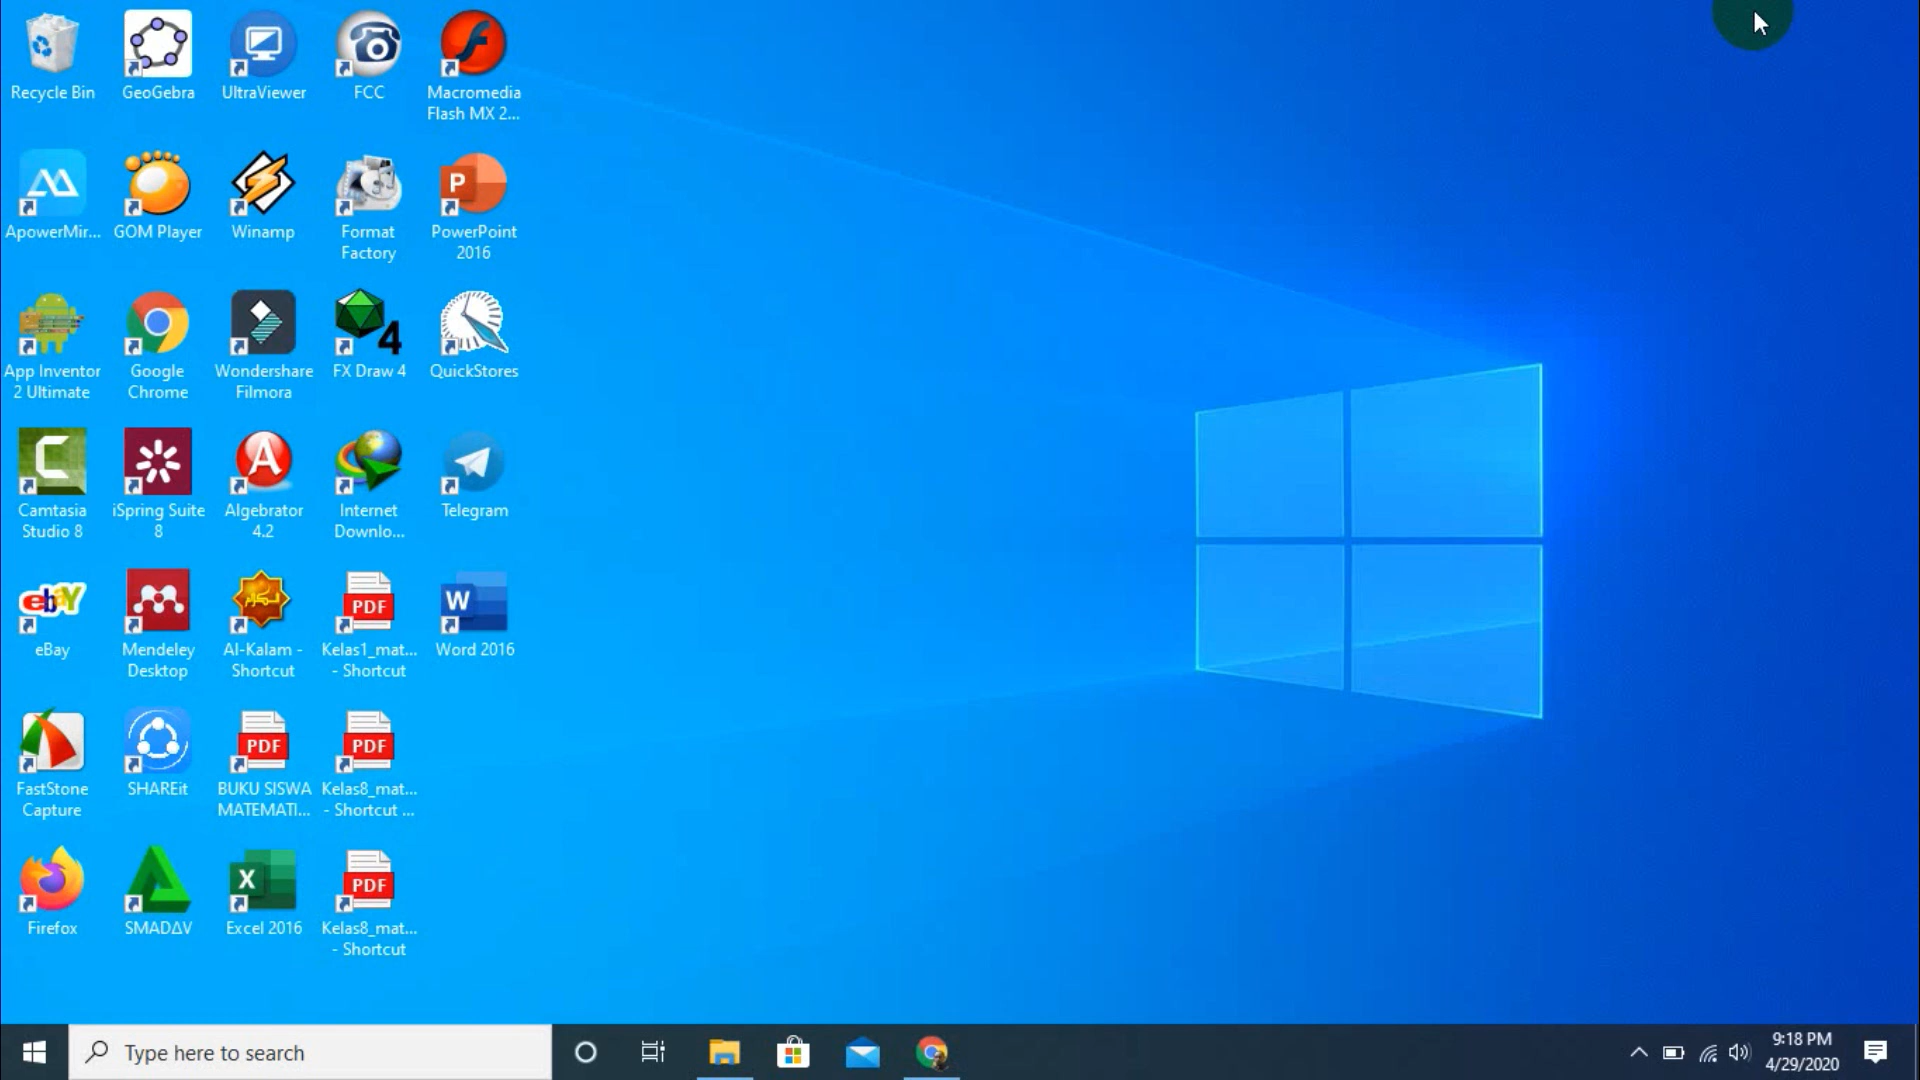 Recycle Bin
GeoGebra
UltraViewer
FCC
Macromedia
Flash MX 2...
ApowerMir...
GOM Player
Winamp
Format
Factory
P
PowerPoint
2016
App Inventor
2 Ultimate
Google
Chrome
Wondershare
Filmora
4
FX Draw 4
QuickStores
C
Camtasia
Studio 8
iSpring Suite
8
A
Algebrator
4.2
Internet
Downlo...
Telegram
ebay
eBay
Mendeley
Desktop
Al-Kalam -
Shortcut
PDF
Kelas1_mat...
- Shortcut
W
Word 2016
FastStone
Capture
SHAREit
PDF
BUKU SISWA
MATEMATI...
PDF
Kelas8_mat...
- Shortcut ...
Firefox
SMADΔV
X
Excel 2016
PDF
Kelas8_mat...
- Shortcut
Type here to search
9:18 PM
4/29/2020